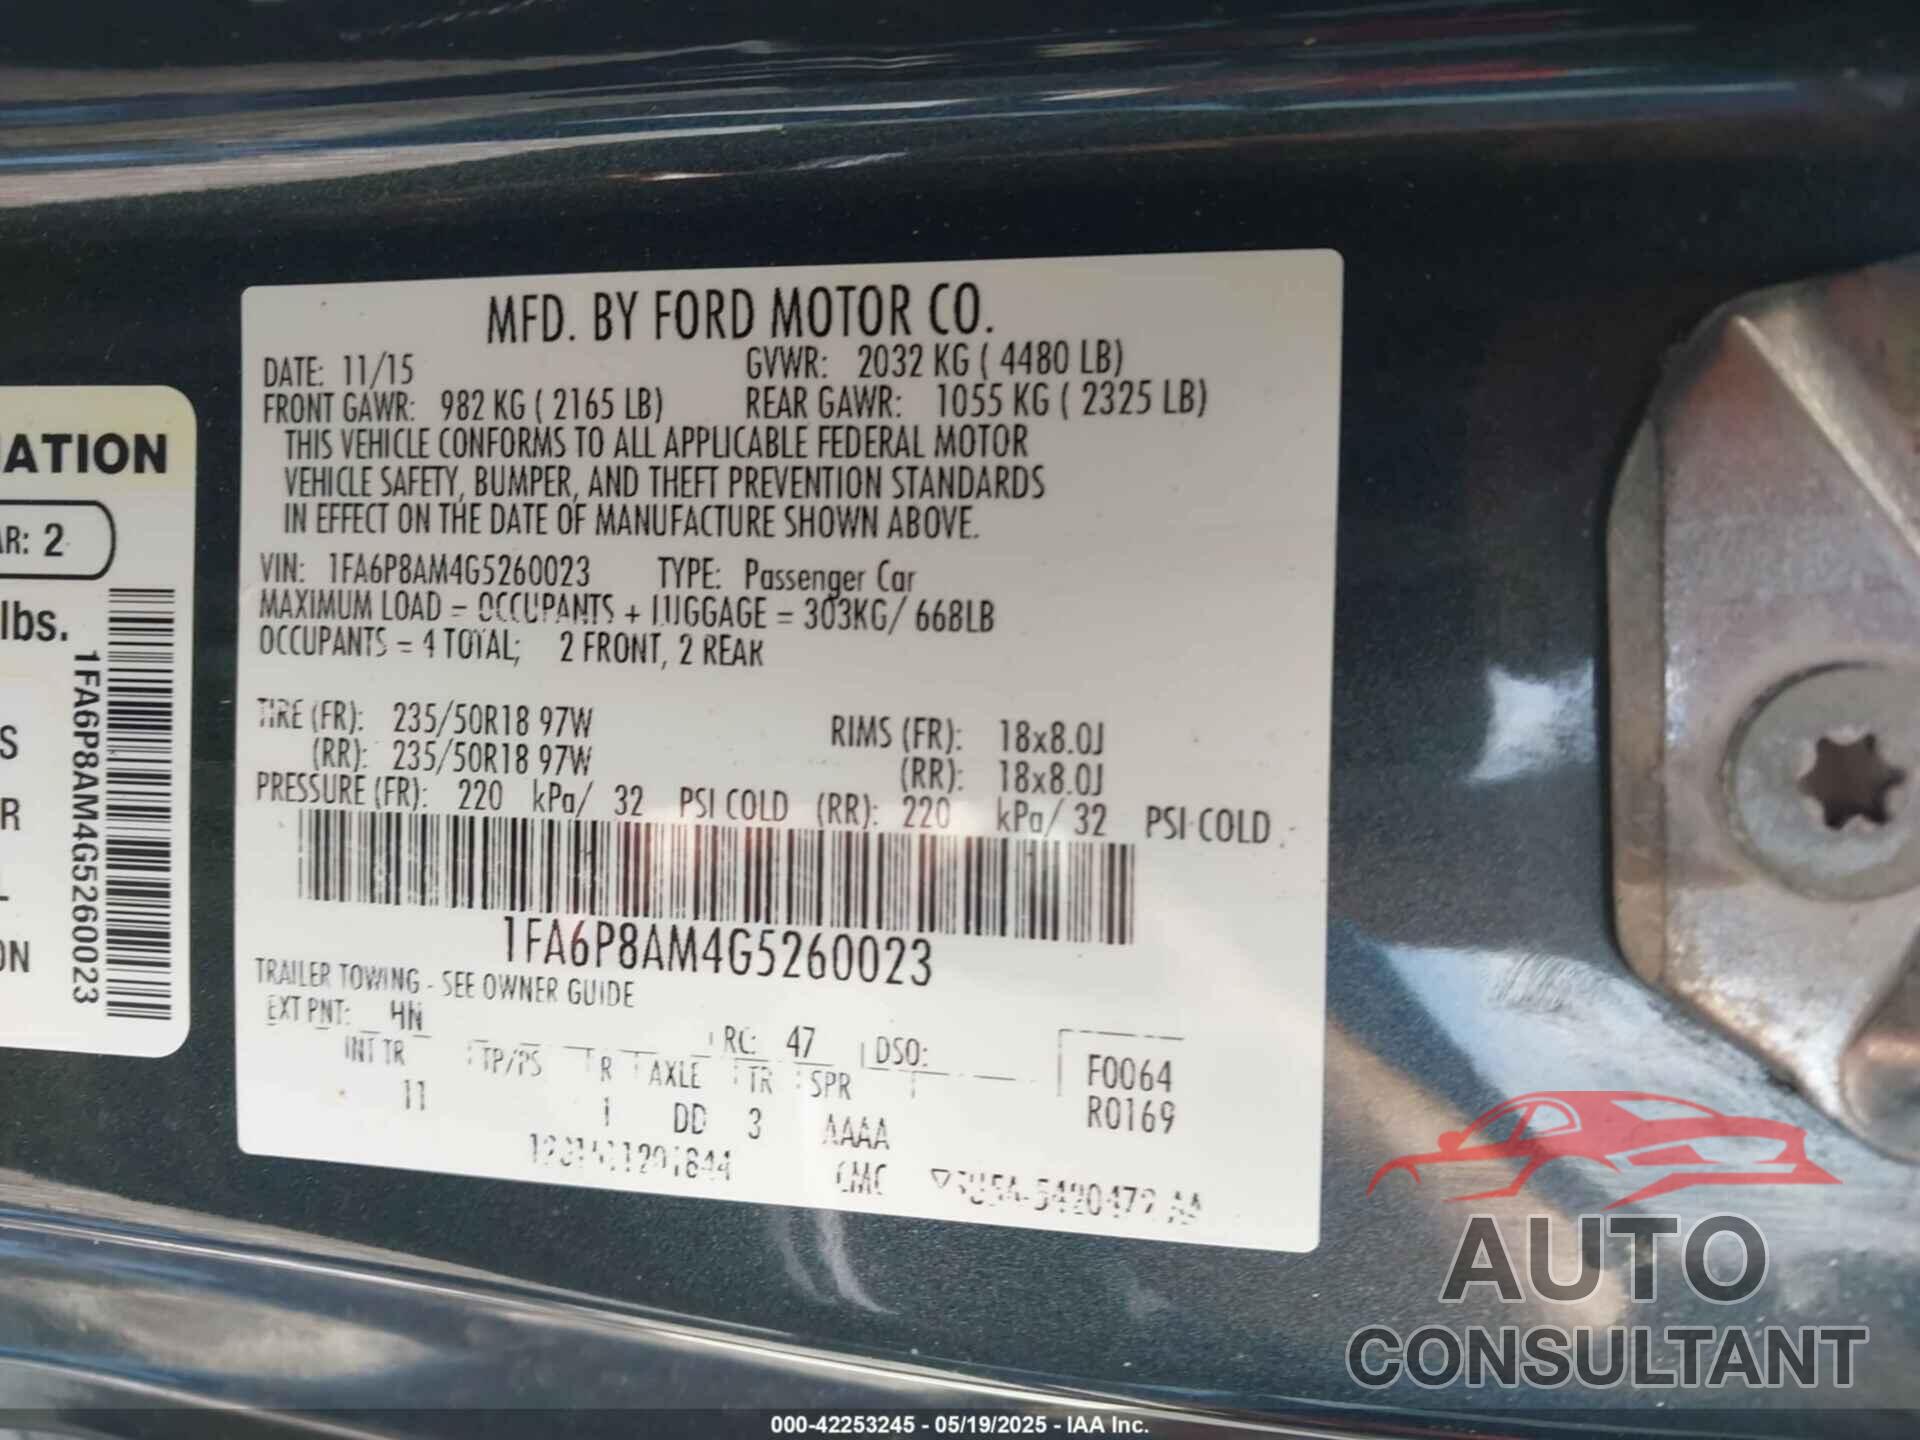 MFD. BY FORD MOTOR CO.
DATE: 11/15 GVWR: 2032 KG ( 4480 LB)
FRONT GAWR: 982 KG ( 2165 LB) REAR GAWR: 1055 KG ( 2325 LB)
THIS VEHICLE CONFORMS TO ALL APPLICABLE FEDERAL MOTOR
VEHICLE SAFETY, BUMPER, AND THEFT PREVENTION STANDARDS
IN EFFECT ON THE DATE OF MANUFACTURE SHOWN ABOVE.
VIN: 1FA6P8AM4G5260023 TYPE: Passenger Car
MAXIMUM LOAD = OCCUPANTS + LUGGAGE = 303KG/ 668LB
OCCUPANTS = 4 TOTAL; 2 FRONT, 2 REAR
TIRE (FR): 235/50R18 97W RIMS (FR): 18x8.0J
(RR): 235/50R18 97W (RR): 18x8.0J
PRESSURE (FR): 220 kPa/ 32 PSI COLD (RR): 220 kPa/ 32 PSI COLD
1FA6P8AM4G5260023
TRAILER TOWING - SEE OWNER GUIDE
EXT PNT: HN RC: 47 DSO:
INT TR TP/PS R AXLE TR SPR
11 1 DD 3 AAAA
F0064
R0169
CMC
ATION
AR: 2
lbs.
1FA6P8AM4G5260023
S
R
L
ON
AUTO
CONSULTANT
000-42253245 - 05/19/2025 - IAA Inc.